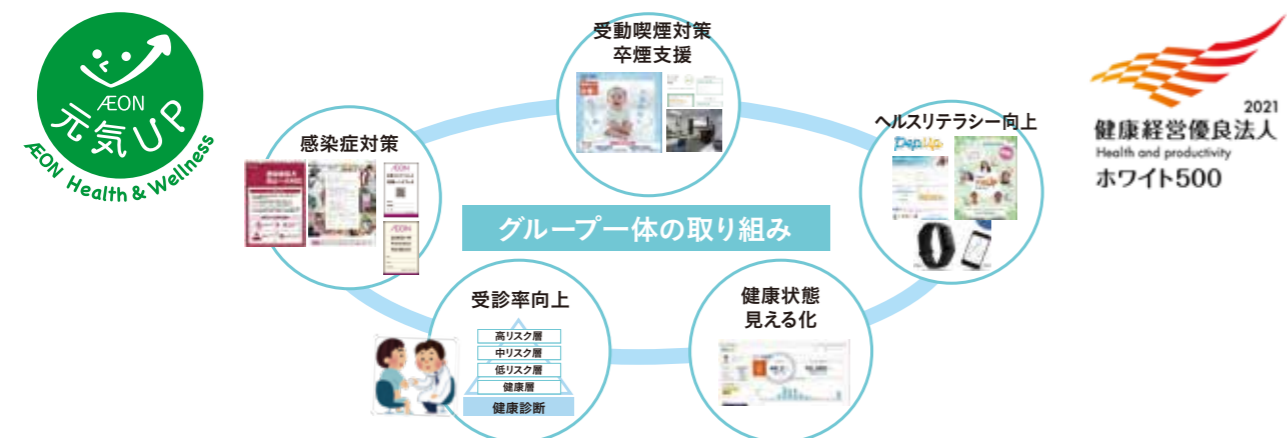 ÆON
元気UP
ÆON Health & Wellness
受動喫煙対策
卒煙支援
2021
健康経営優良法人
Health and productivity
ホワイト500
感染症対策
ÆON
ÆON
ヘルスリテラシー向上
PepUp
グループ一体の取り組み
受診率向上
高リスク層
中リスク層
低リスク層
健康層
健康診断
健康状態
見える化